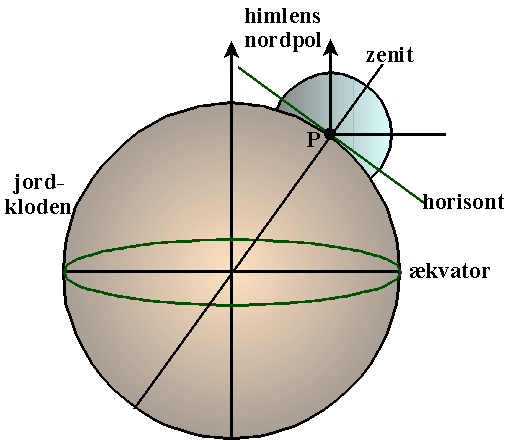 himlens
nordpol
zenit
P
jord-
kloden
horisont
ækvator